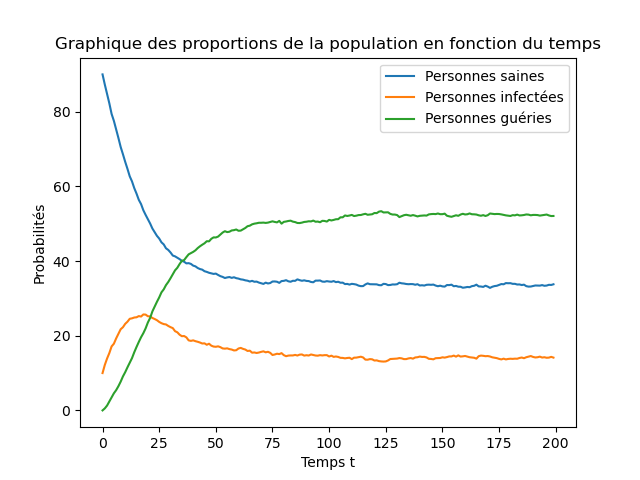 Graphique des proportions de la population en fonction du temps
Personnes saines
Personnes infectées
Personnes guéries
Probabilités
80
60
40
20
0
0 25 50 75 100 125 150 175 200
Temps t